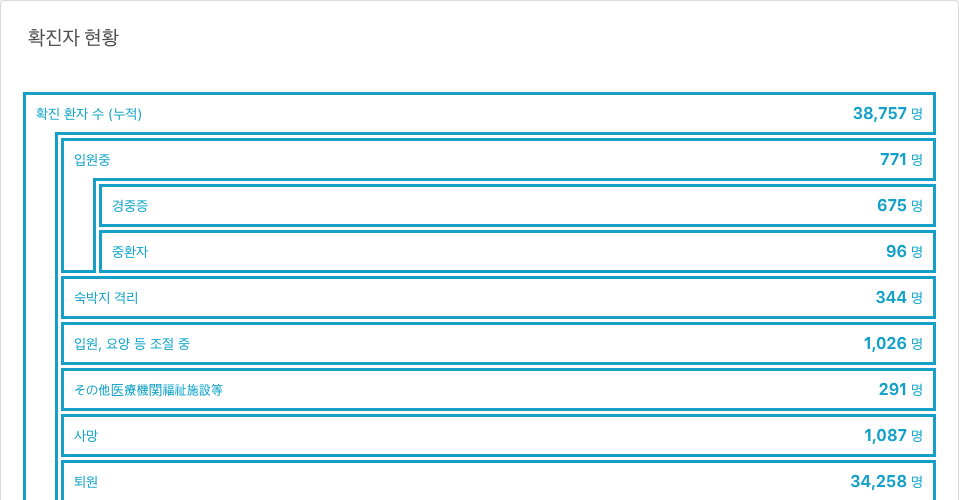 확진자 현황
확진 환자 수 (누적) 38,757 명
입원중 771 명
경중증 675 명
중환자 96 명
숙박지 격리 344 명
입원, 요양 등 조절 중 1,026 명
その他医療機関福祉施設等 291 명
사망 1,087 명
퇴원 34,258 명